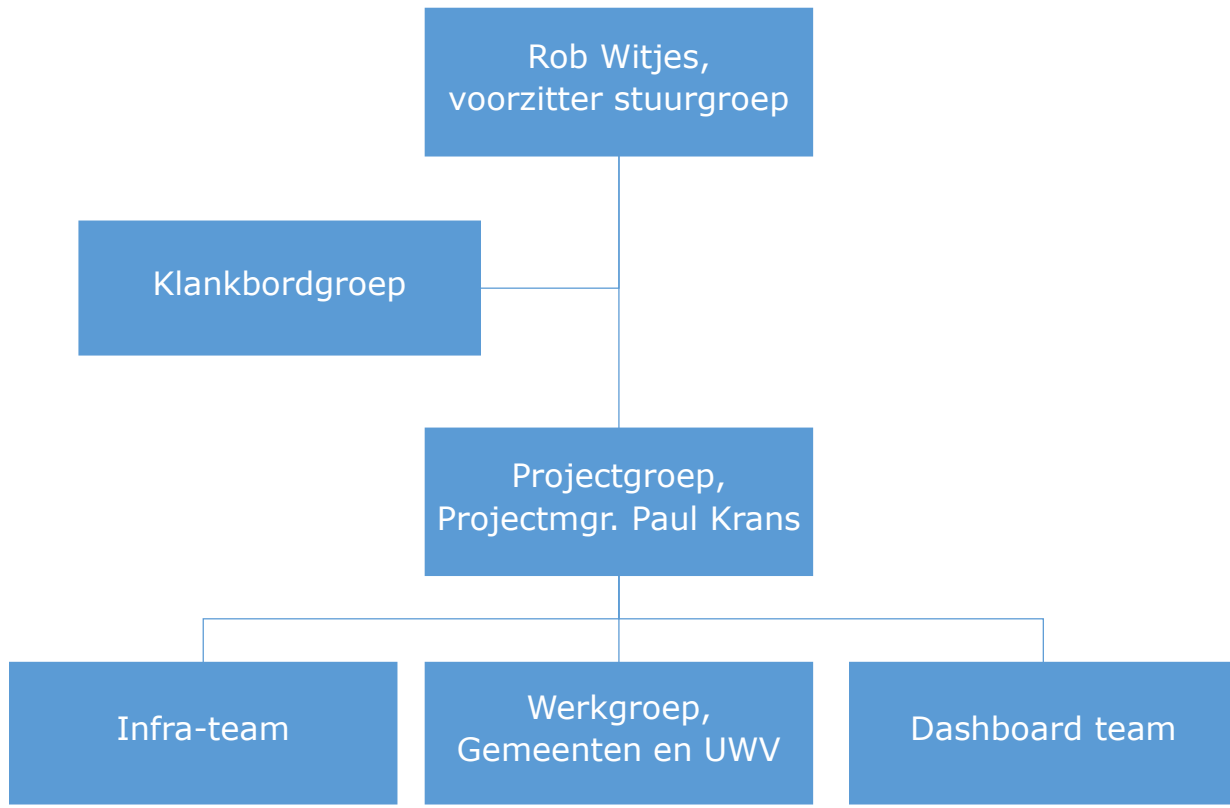 Rob Witjes,
voorzitter stuurgroep
Klankbordgroep
Projectgroep,
Projectmgr. Paul Krans
Infra-team
Werkgroep,
Gemeenten en UWV
Dashboard team